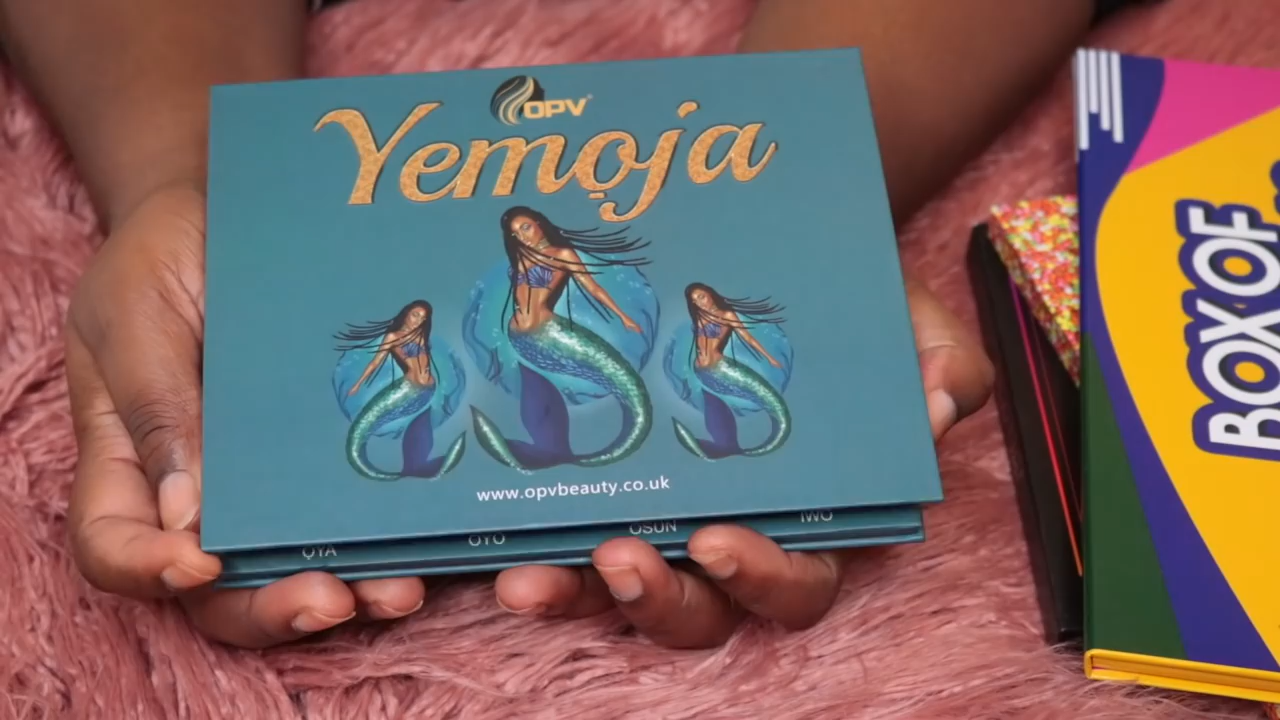 OPV
Yemọja
www.opvbeauty.co.uk
ỌYA
OYO
OSUN
IWO
BOX OF